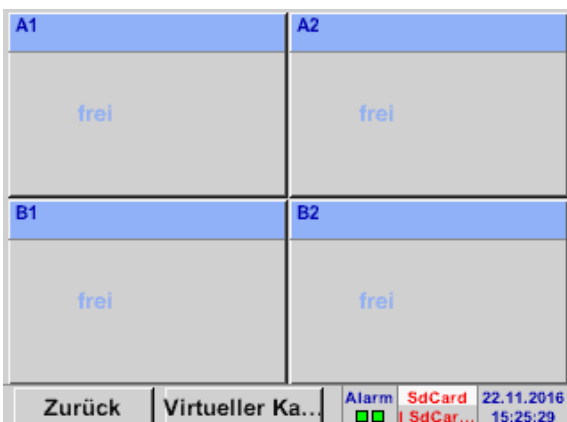 A1
A2
frei
frei
B1
B2
frei
frei
Zurück
Virtueller Ka...
Alarm
SdCard
! SdCar...
22.11.2016
15:25:29